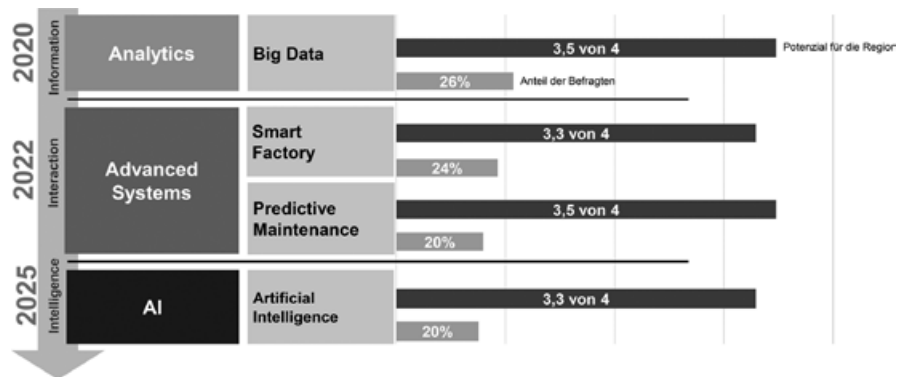 2020
Information
Analytics
Big Data
3,5 von 4
Potenzial für die Region
26%
Anteil der Befragten
2022
Interaction
Advanced
Systems
Smart
Factory
3,3 von 4
24%
Predictive
Maintenance
3,5 von 4
20%
2025
Intelligence
AI
Artificial
Intelligence
3,3 von 4
20%